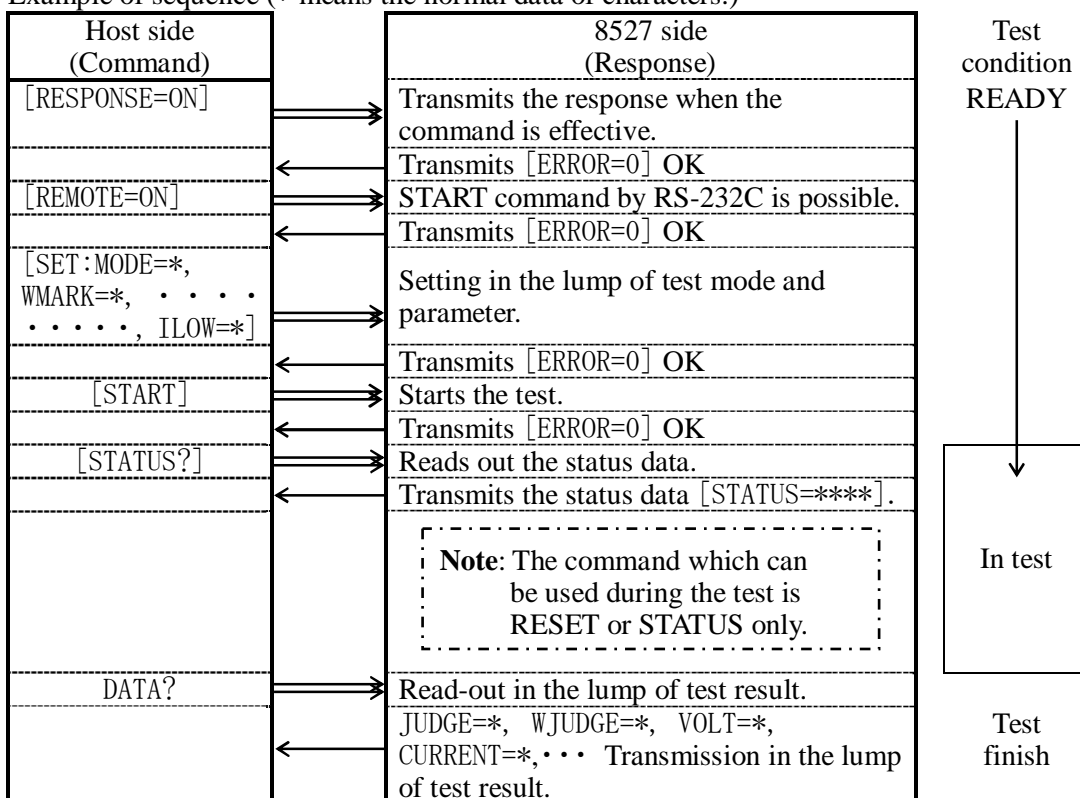 Example of sequence (* means the normal data of characters.)
Host side
(Command)
8527 side
(Response)
Test
condition
READY
[RESPONSE=ON]
Transmits the response when the
command is effective.
Transmits [ERROR=0] OK
[REMOTE=ON]
START command by RS-232C is possible.
Transmits [ERROR=0] OK
[SET:MODE=*,
WMARK=*, ・・・・
・・・・・, ILOW=*]
Setting in the lump of test mode and
parameter.
Transmits [ERROR=0] OK
[START]
Starts the test.
Transmits [ERROR=0] OK
[STATUS?]
Reads out the status data.
Transmits the status data [STATUS=****].
Note: The command which can
be used during the test is
RESET or STATUS only.
In test
DATA?
Read-out in the lump of test result.
JUDGE=*, WJUDGE=*, VOLT=*,
CURRENT=*,・・・ Transmission in the lump
of test result.
Test
finish